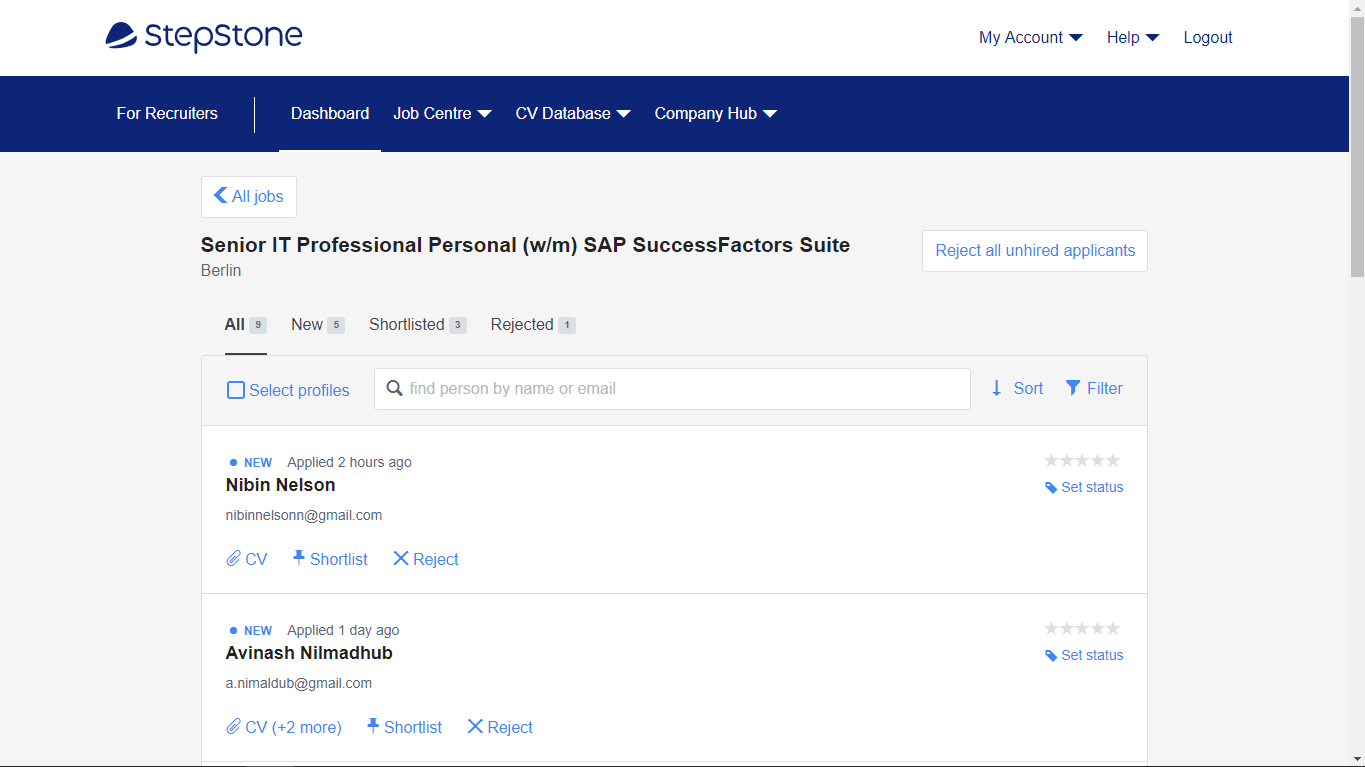 StepStone
My Account Help Logout
For Recruiters Dashboard Job Centre CV Database Company Hub
All jobs
Senior IT Professional Personal (w/m) SAP SuccessFactors Suite
Reject all unhired applicants
Berlin
All 9 New 5 Shortlisted 3 Rejected 1
Select profiles find person by name or email Sort Filter
NEW Applied 2 hours ago
Nibin Nelson
Set status
nibinnelsonn@gmail.com
CV Shortlist Reject
NEW Applied 1 day ago
Avinash Nilmadhub
Set status
a.nimaldub@gmail.com
CV (+2 more) Shortlist Reject